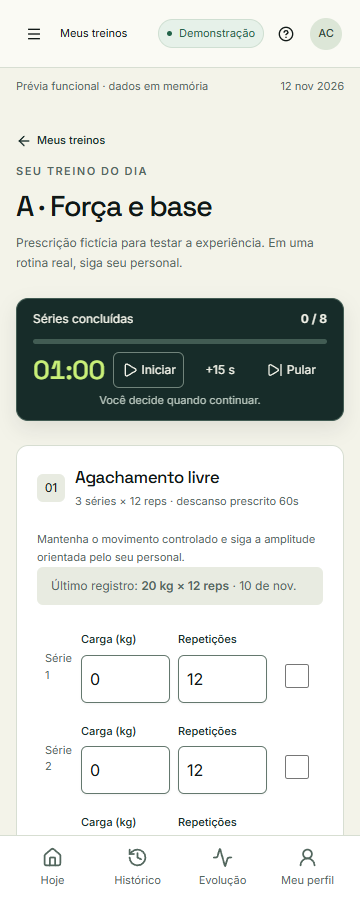 Meus treinos
Demonstração
AC
Prévia funcional · dados em memória
12 nov 2026
Meus treinos
SEU TREINO DO DIA
A · Força e base
Prescrição fictícia para testar a experiência. Em uma
rotina real, siga seu personal.
Séries concluídas
0 / 8
01:00
Iniciar
+15 s
Pular
Você decide quando continuar.
01
Agachamento livre
3 séries × 12 reps · descanso prescrito 60s
Mantenha o movimento controlado e siga a amplitude
orientada pelo seu personal.
Último registro: 20 kg × 12 reps · 10 de nov.
Carga (kg)
Repetições
Série
1
0
12
Carga (kg)
Repetições
Série
2
0
12
Carga (kg)
Repetições
Hoje
Histórico
Evolução
Meu perfil